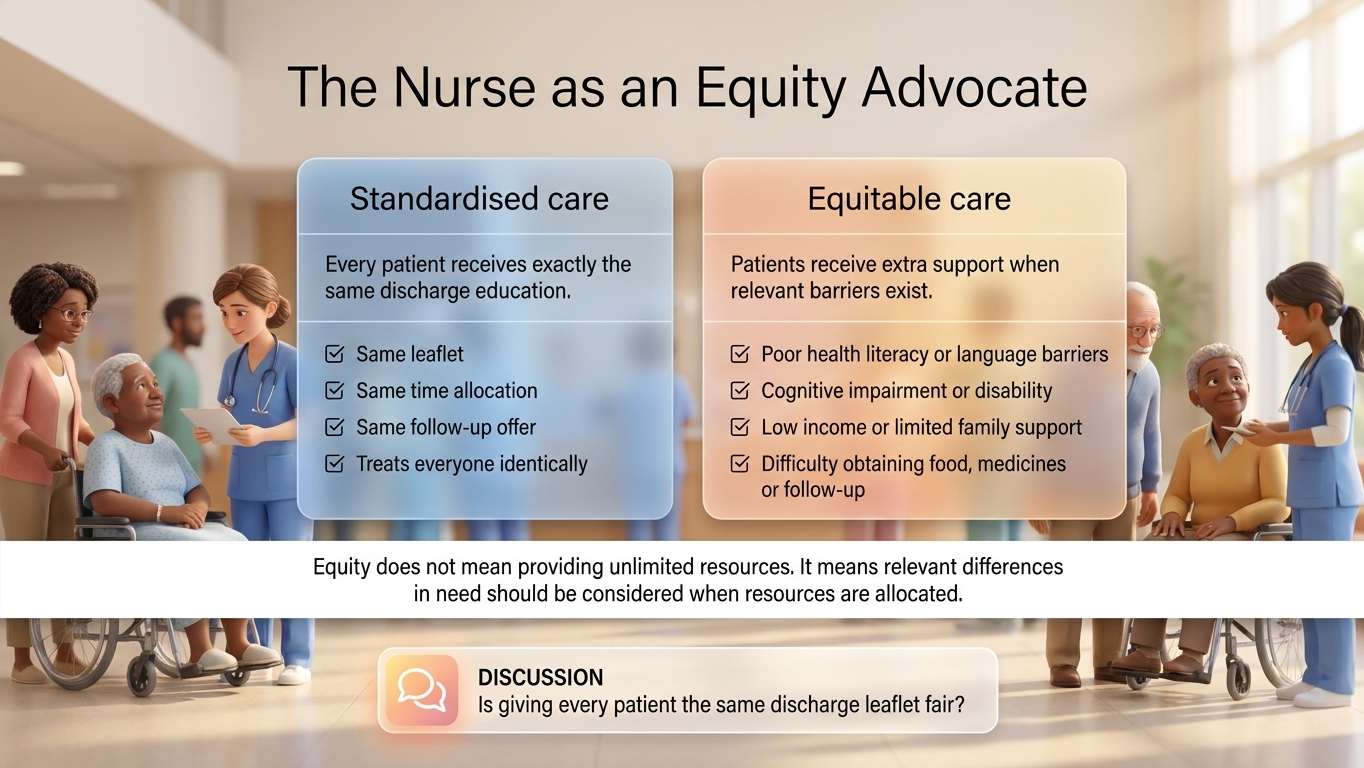 The Nurse as an Equity Advocate
Standardised care
Every patient receives exactly the
same discharge education.
Same leaflet
Same time allocation
Same follow-up offer
Treats everyone identically
Equitable care
Patients receive extra support when
relevant barriers exist.
Poor health literacy or language barriers
Cognitive impairment or disability
Low income or limited family support
Difficulty obtaining food, medicines
or follow-up
Equity does not mean providing unlimited resources. It means relevant differences
in need should be considered when resources are allocated.
DISCUSSION
Is giving every patient the same discharge leaflet fair?